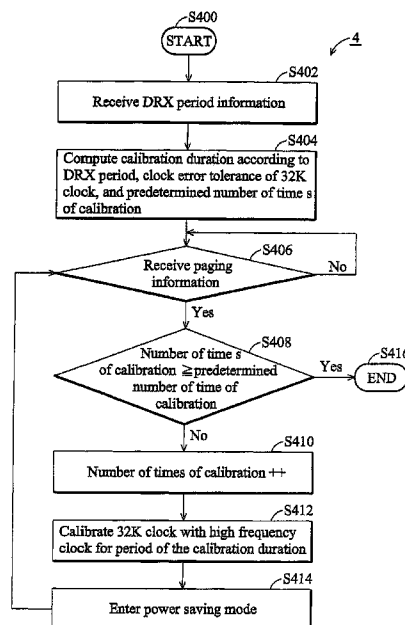 S400
START
4
S402
Receive DRX period information
S404
Compute calibration duration according to
DRX period, clock error tolerance of 32K
clock, and predetermined number of time s
of calibration
S406
Receive paging
information
No
Yes
S408
Number of time s
of calibration ≧predetermined
number of time of
calibration
Yes
S416
END
No
S410
Number of times of calibration ++
S412
Calibrate 32K clock with high frequency
clock for period of the calibration duration
S414
Enter power saving mode